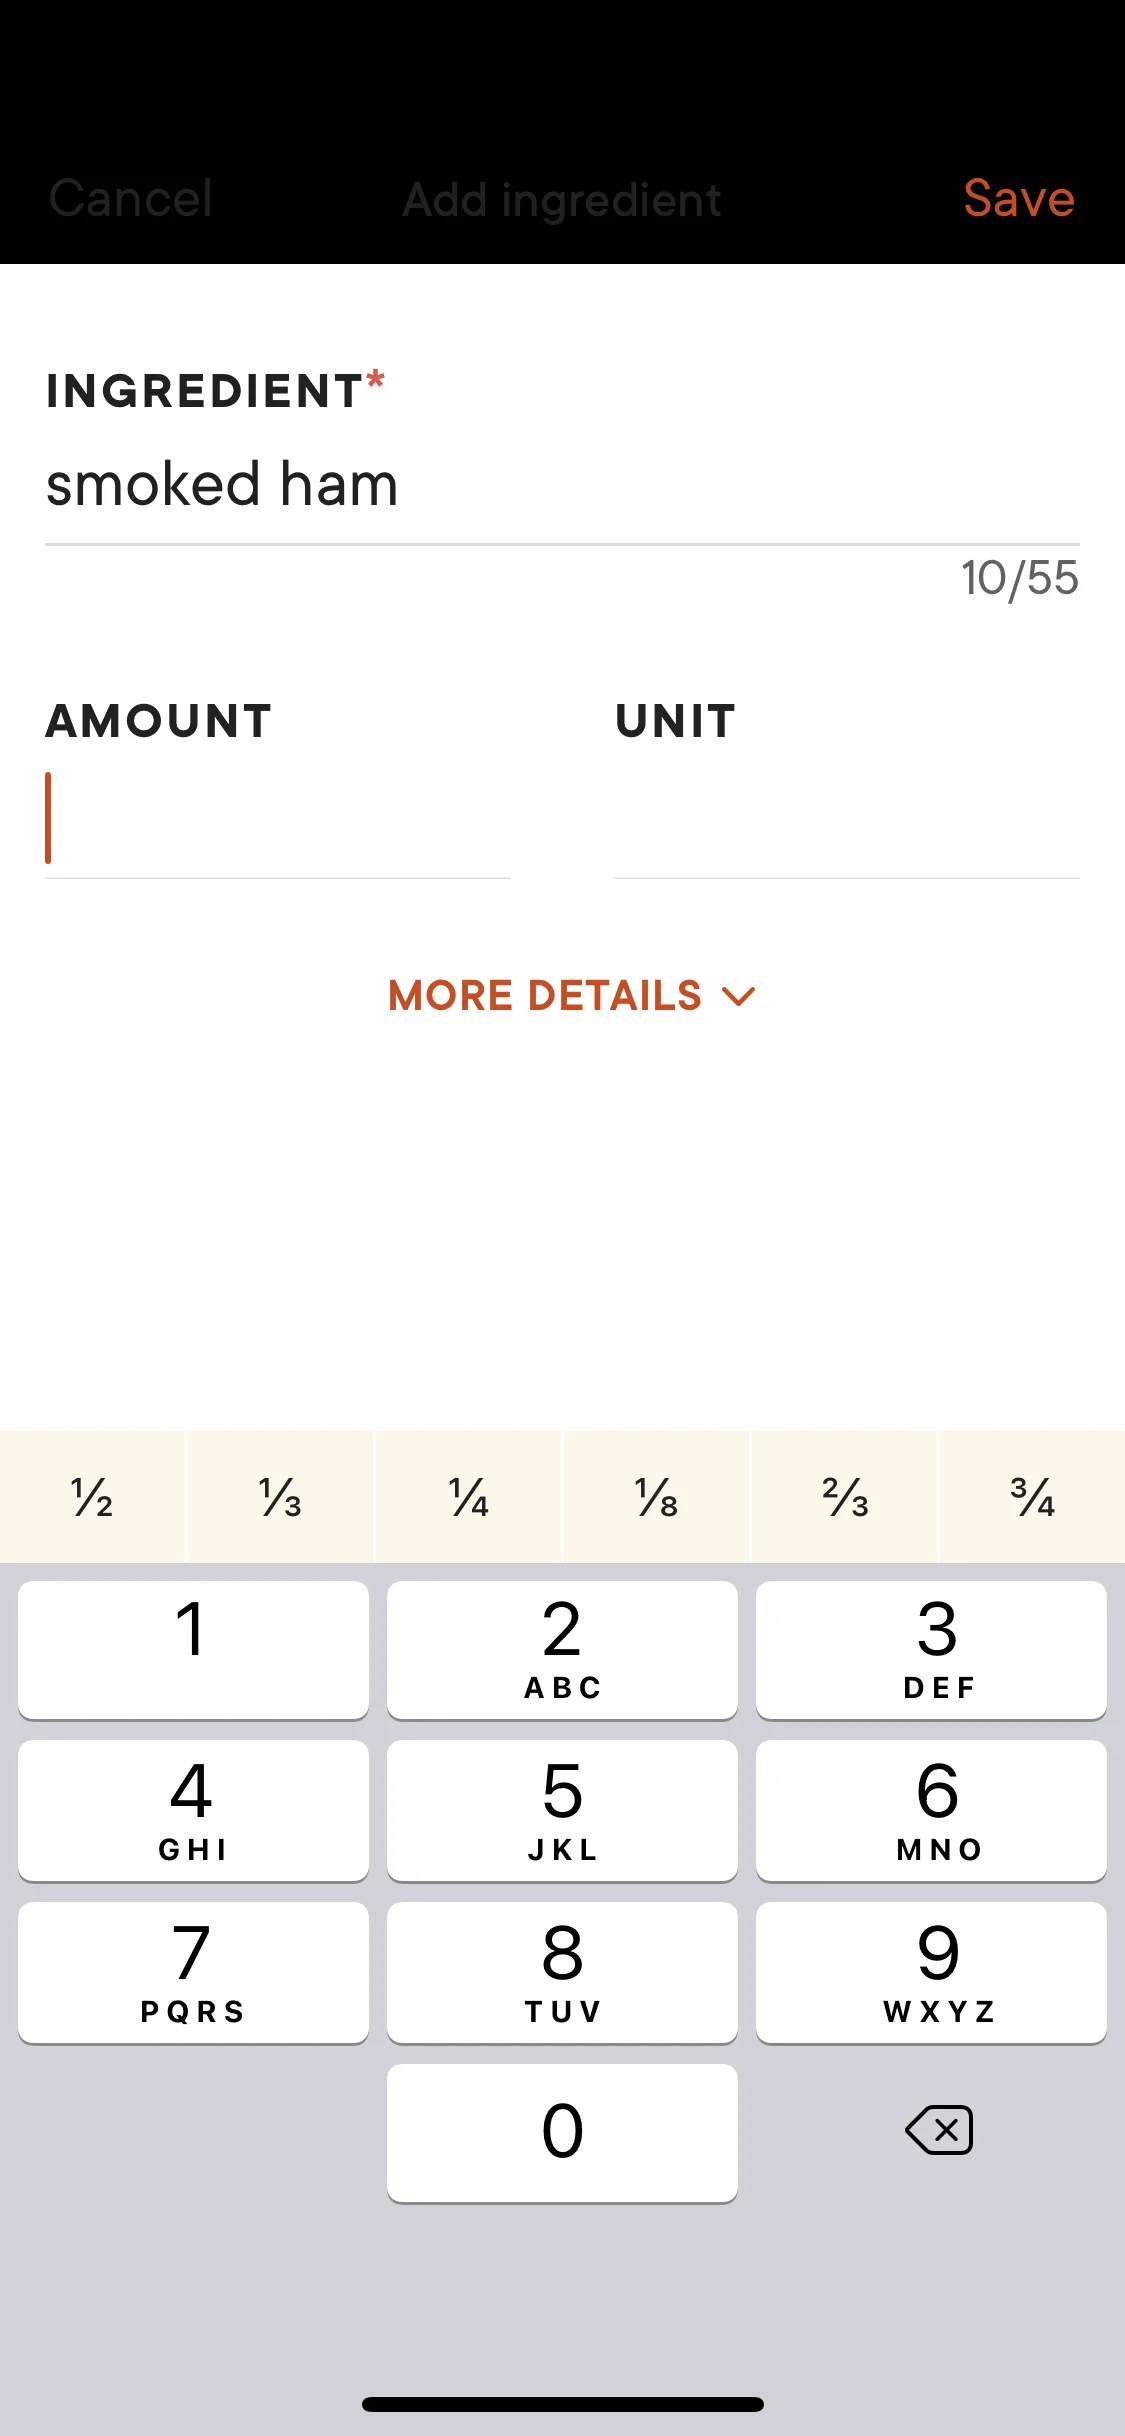 Cancel Add ingredient Save
INGREDIENT*
smoked ham
10/55
AMOUNT UNIT
MORE DETAILS
½ ⅓ ¼ ⅛ ⅔ ¾
1 2 3
ABC DEF
4 5 6
GHI JKL MNO
7 8 9
PQRS TUV WXYZ
0